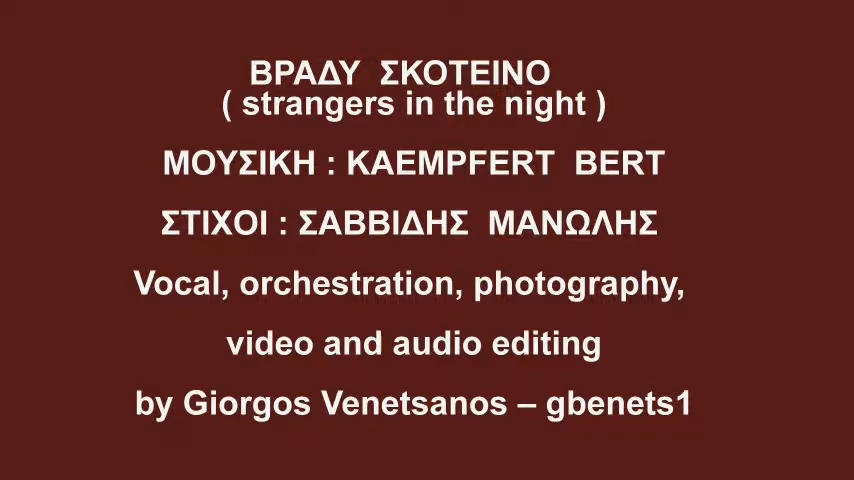 ΒΡΑΔΥ ΣΚΟΤΕΙΝΟ
( strangers in the night )
ΜΟΥΣΙΚΗ : KAEMPFERT BERT
ΣΤΙΧΟΙ : ΣΑΒΒΙΔΗΣ ΜΑΝΩΛΗΣ
Vocal, orchestration, photography,
video and audio editing
by Giorgos Venetsanos – gbenets1